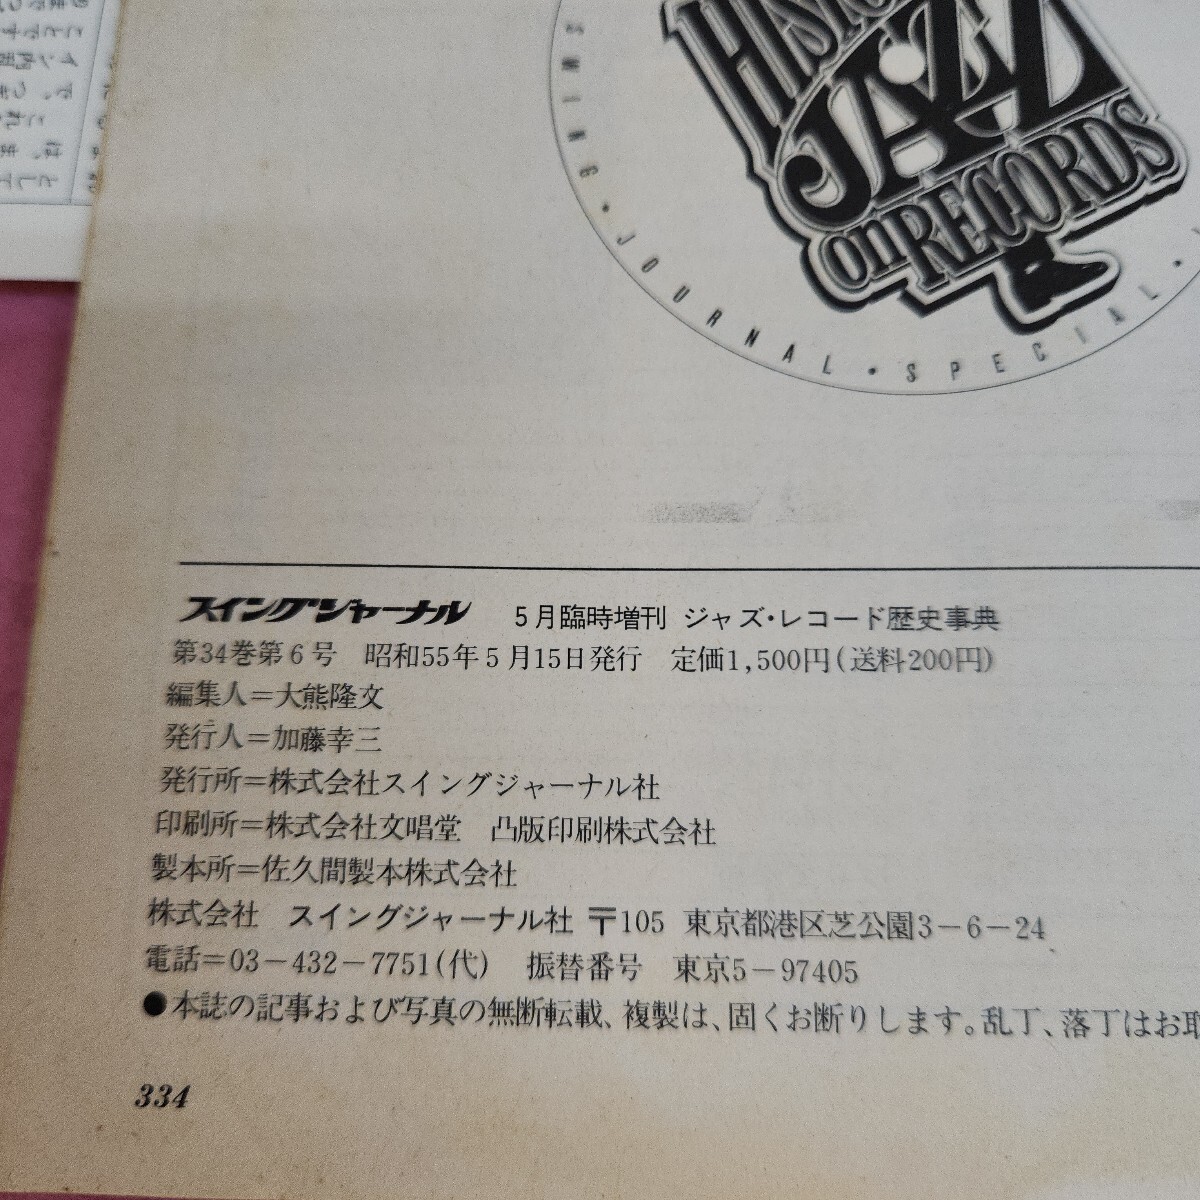 HISTO
JAZZ
on RECORDS
SWING・JOURNAL・SPECIAL・
スイングジャーナル 5月臨時増刊 ジャズ・レコード歴史事典
第34巻第6号 昭和55年5月15日発行 定価1,500円(送料200円)
編集人=大熊隆文
発行人=加藤幸三
発行所=株式会社スイングジャーナル社
印刷所=株式会社文唱堂 凸版印刷株式会社
製本所=佐久間製本株式会社
株式会社 スイングジャーナル社 〒105 東京都港区芝公園3-6-24
電話=03-432-7751(代) 振替番号 東京5-97405
●本誌の記事および写真の無断転載、複製は、固くお断りします。乱丁、落丁はお取
334